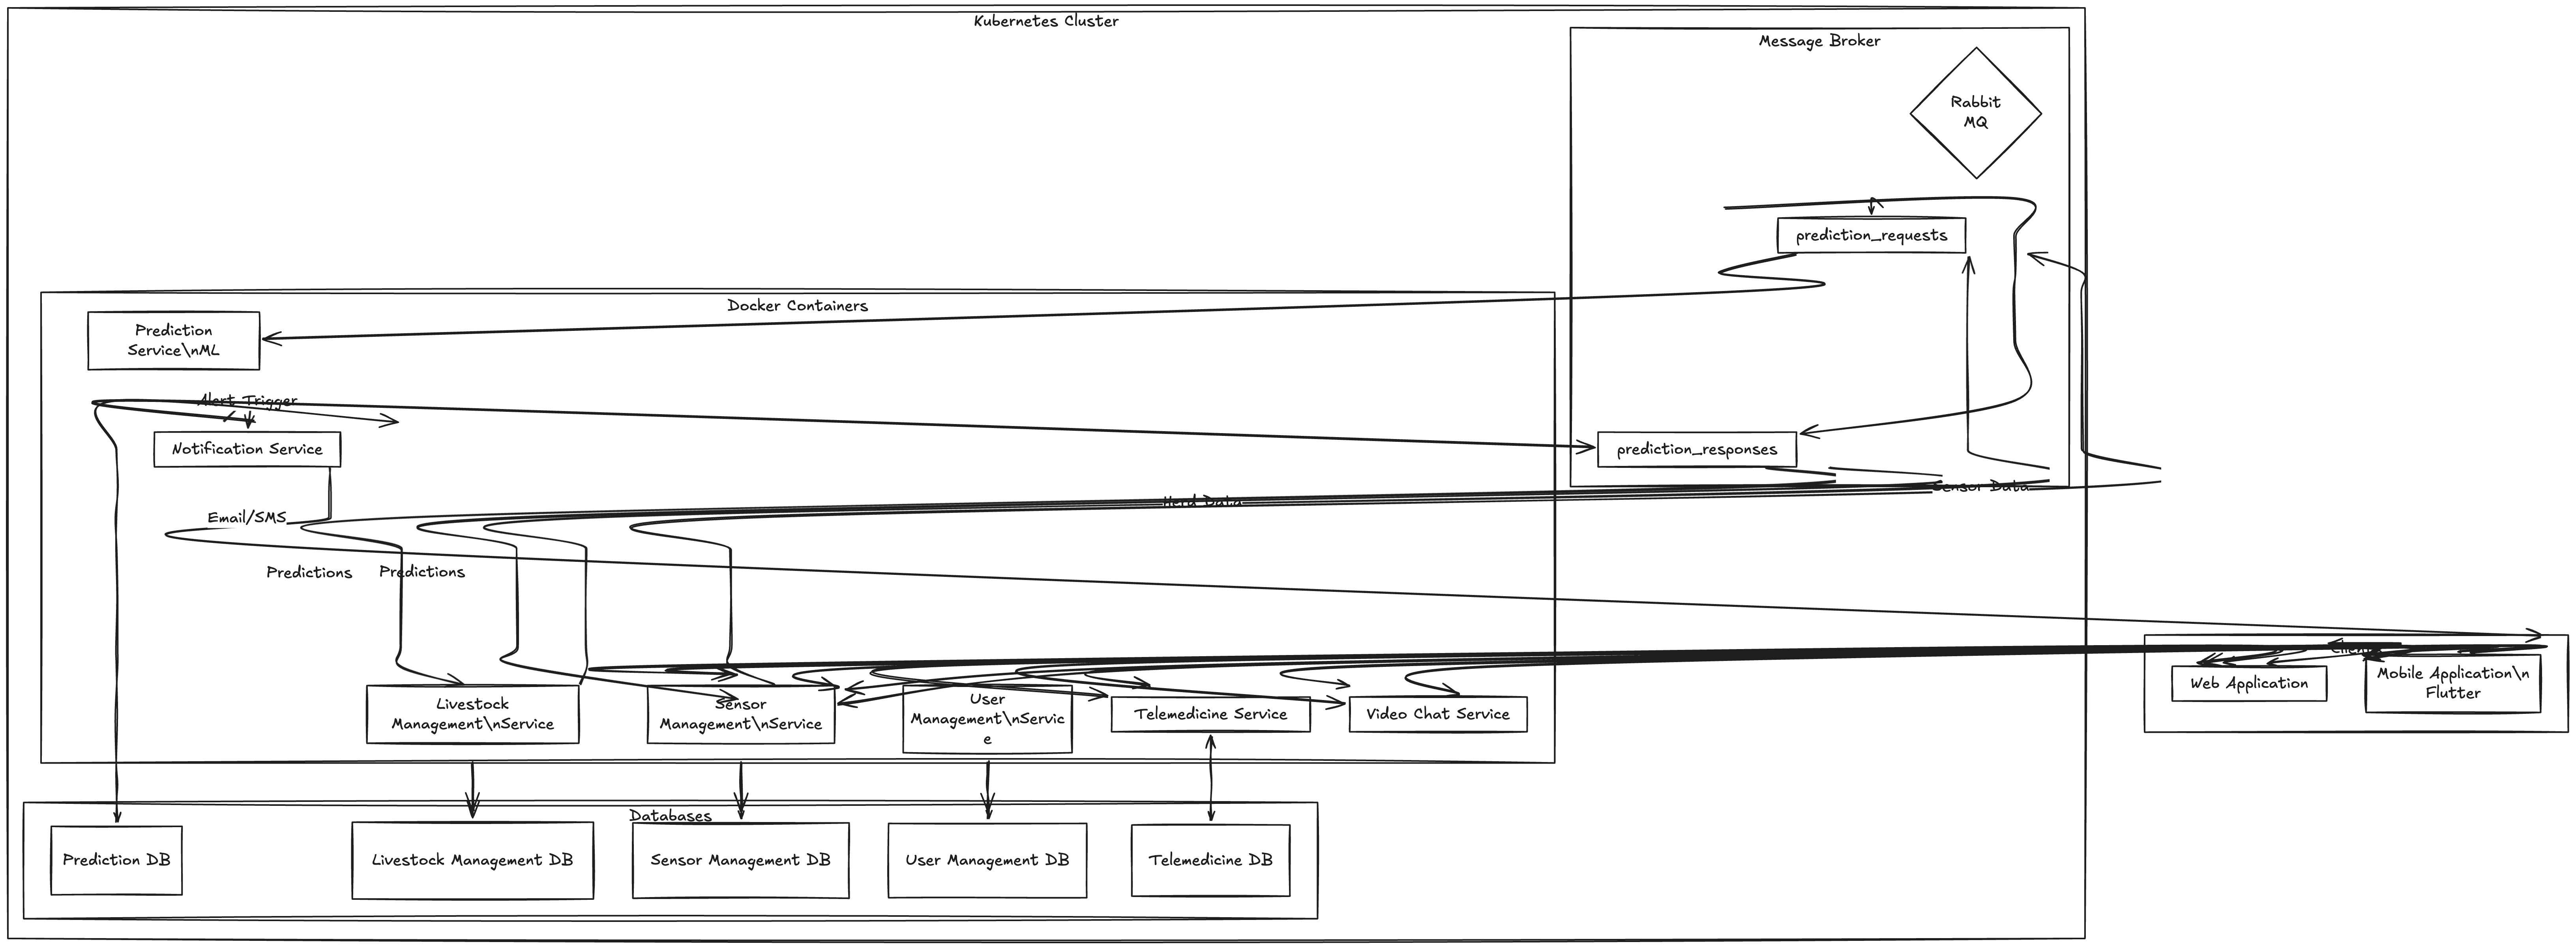 Kubernetes Cluster
Message Broker
Rabbit
MQ
prediction_requests
Docker Containers
Prediction
Service\nML
Alert Trigger
Notification Service
prediction_responses
Sensor Data
Herd Data
Email/SMS
Predictions
Predictions
Clients
Web Application
Mobile Application\n
Flutter
Livestock
Management\nService
Sensor
Management\nService
User
Management\nServic
e
Telemedicine Service
Video Chat Service
Databases
Prediction DB
Livestock Management DB
Sensor Management DB
User Management DB
Telemedicine DB